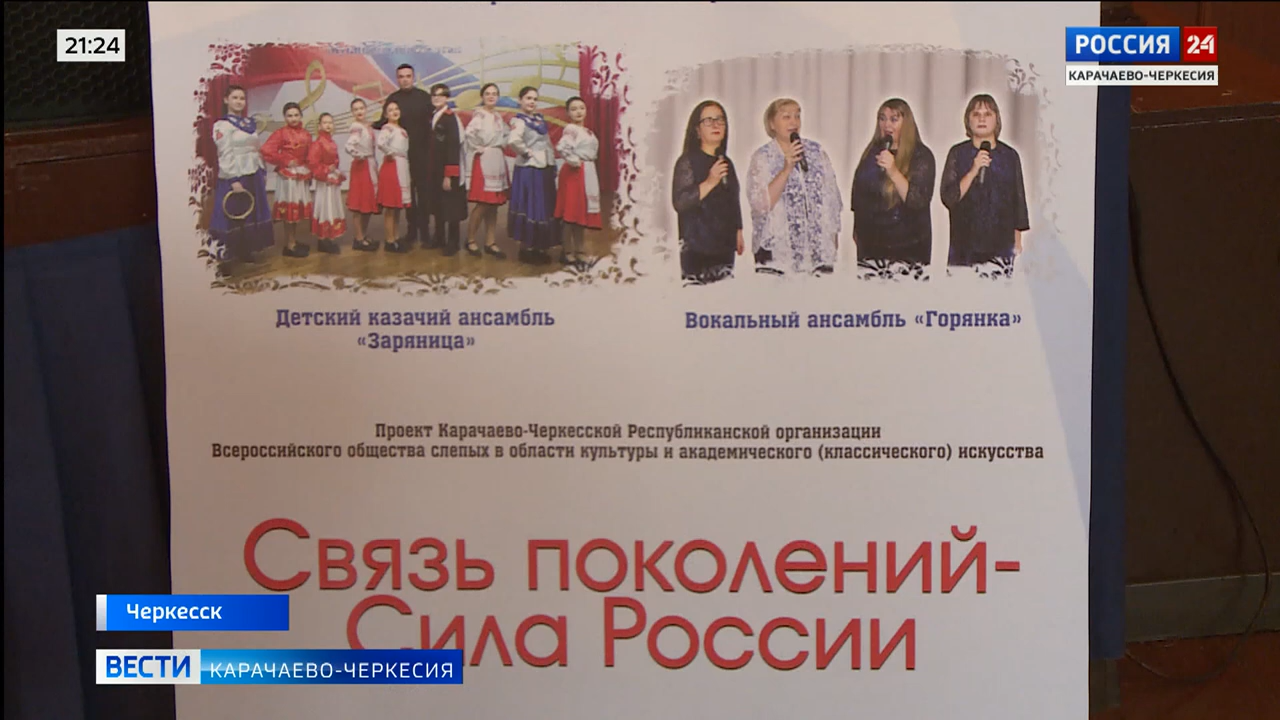 21:24
РОССИЯ 24
КАРАЧАЕВО-ЧЕРКЕСИЯ
Детский казачий ансамбль
«Заряница»
Вокальный ансамбль «Горянка»
Проект Карачаево-Черкесской Республиканской организации
Всероссийского общества слепых в области культуры и академического (классического) искусства
Связь поколений-
Сила России
Черкесск
ВЕСТИ КАРАЧАЕВО-ЧЕРКЕСИЯ